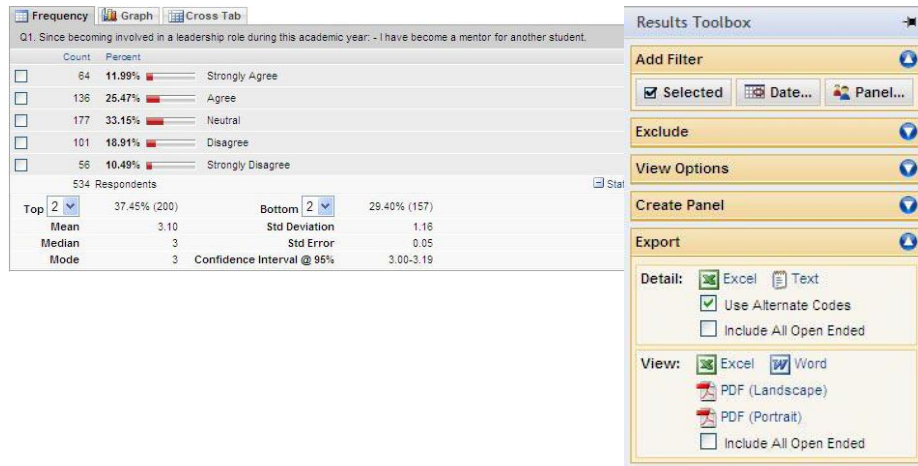 Frequency Graph Cross Tab
Q1. Since becoming involved in a leadership role during this academic year: - I have become a mentor for another student.
Count Percent
64 11.99% Strongly Agree
136 25.47% Agree
177 33.15% Neutral
101 18.91% Disagree
56 10.49% Strongly Disagree
534 Respondents Stat
Top 2 37.45% (200) Bottom 2 29.40% (157)
Mean 3.10 Std Deviation 1.16
Median 3 Std Error 0.05
Mode 3 Confidence Interval @ 95% 3.00-3.19
Results Toolbox
Add Filter
Selected Date... Panel...
Exclude
View Options
Create Panel
Export
Detail: Excel Text
Use Alternate Codes
Include All Open Ended
View: Excel Word
PDF (Landscape)
PDF (Portrait)
Include All Open Ended